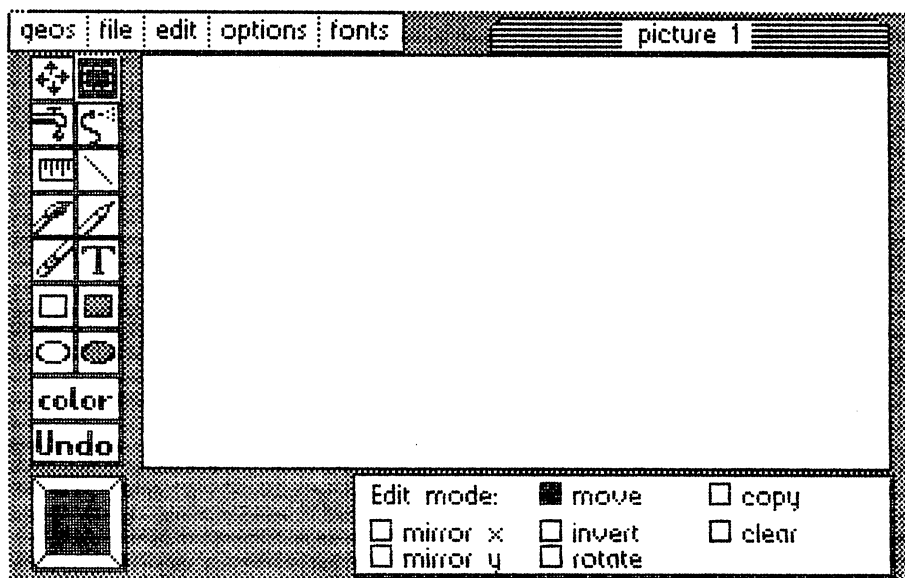 geos file edit options fonts
picture 1
T
color
Undo
Edit mode: move copy
mirror x invert clear
mirror y rotate